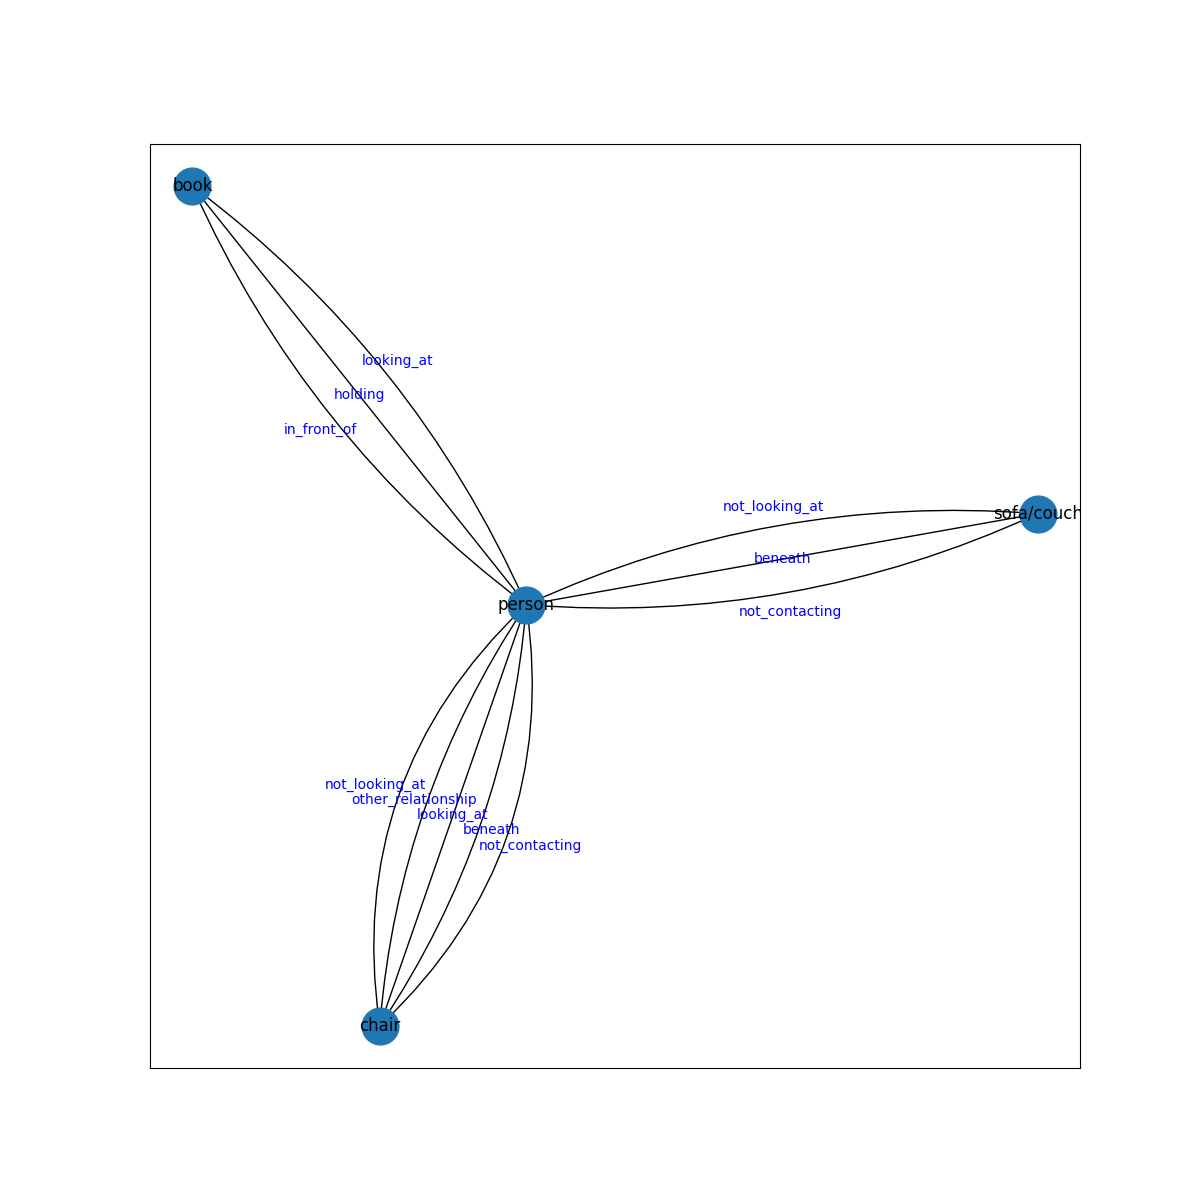 book
looking_at
holding
in_front_of
not_looking_at
sofa/couch
beneath
person
not_contacting
not_looking_at
other_relationship
looking_at
beneath
not_contacting
chair